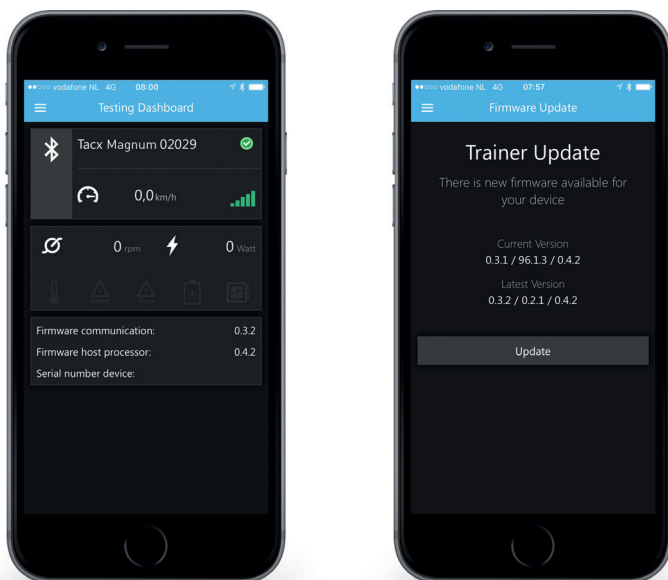 vodafone NL 4G 08:00
Testing Dashboard
Tacx Magnum 02029
0,0 km/h
0 rpm 0 Watt
Firmware communication: 0.3.2
Firmware host processor: 0.4.2
Serial number device:
vodafone NL 4G 07:57
Firmware Update
Trainer Update
There is new firmware available for
your device
Current Version
0.3.1 / 96.1.3 / 0.4.2
Latest Version
0.3.2 / 0.2.1 / 0.4.2
Update